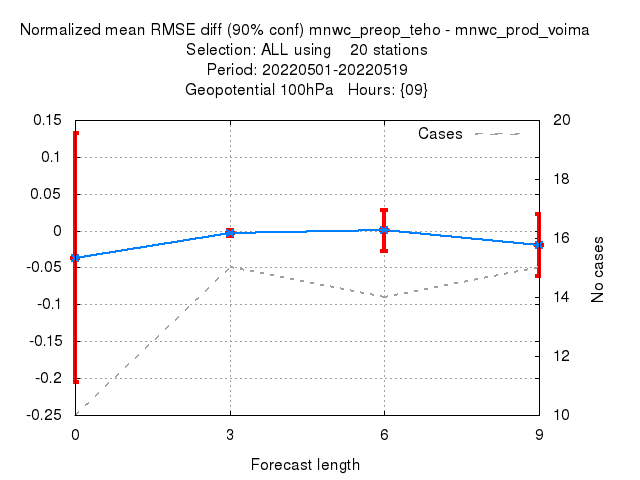 Normalized mean RMSE diff (90% conf) mnwc_preop_teho - mnwc_prod_voima
Selection: ALL using    20 stations
Period: 20220501-20220519
Geopotential 100hPa   Hours: {09}
Cases
0.15
0.1
0.05
0
-0.05
-0.1
-0.15
-0.2
-0.25
20
18
16
14
12
10
No cases
0 3 6 9
Forecast length